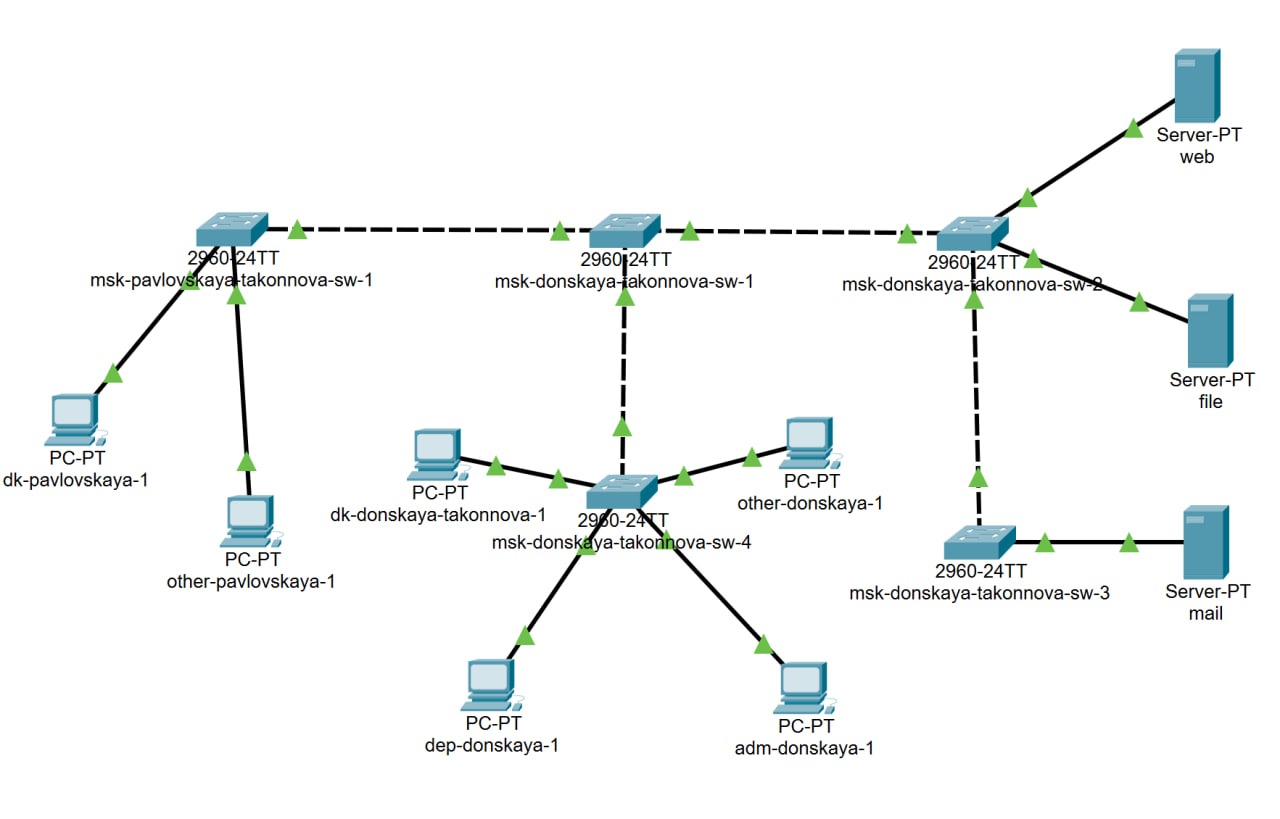 Server-PT
web
2960-24TT
msk-pavlovskaya-takonnova-sw-1
2960-24TT
msk-donskaya-takonnova-sw-1
2960-24TT
msk-donskaya-takonnova-sw-2
Server-PT
file
PC-PT
dk-pavlovskaya-1
PC-PT
dk-donskaya-takonnova-1
PC-PT
other-donskaya-1
2960-24TT
msk-donskaya-takonnova-sw-4
PC-PT
other-pavlovskaya-1
2960-24TT
msk-donskaya-takonnova-sw-3
Server-PT
mail
PC-PT
dep-donskaya-1
PC-PT
adm-donskaya-1